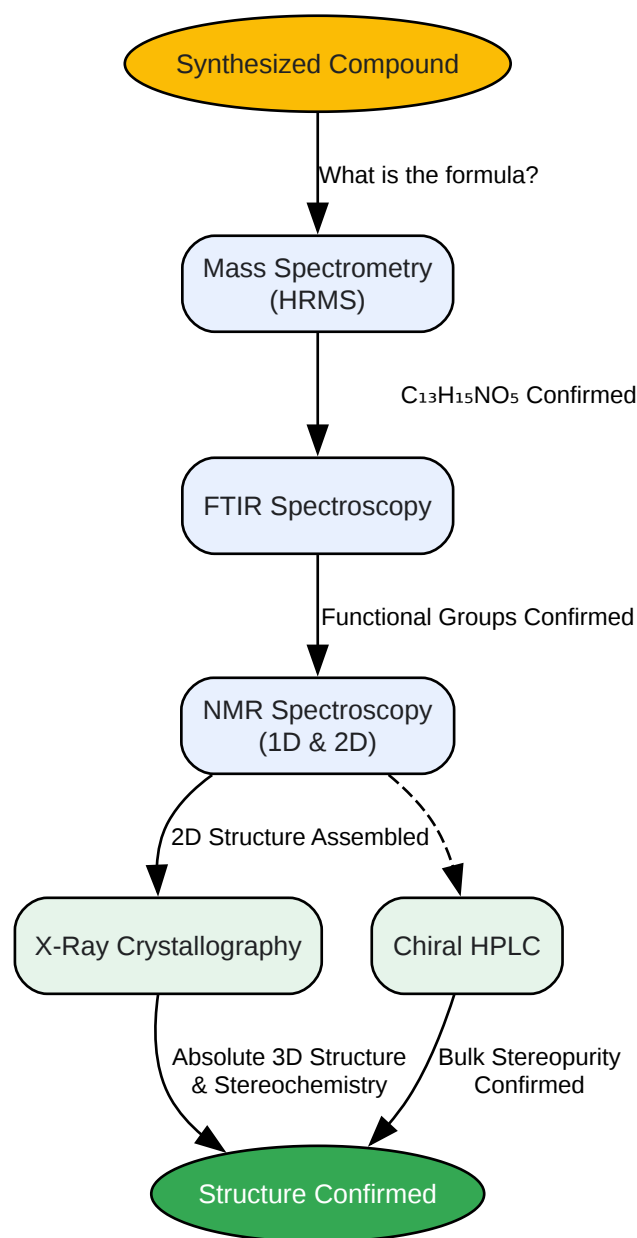 Synthesized Compound
What is the formula?
Mass Spectrometry
(HRMS)
C₁₃H₁₅NO₅ Confirmed
FTIR Spectroscopy
Functional Groups Confirmed
NMR Spectroscopy
(1D & 2D)
2D Structure Assembled
X-Ray Crystallography
Chiral HPLC
Absolute 3D Structure
& Stereochemistry
Bulk Stereopurity
Confirmed
Structure Confirmed